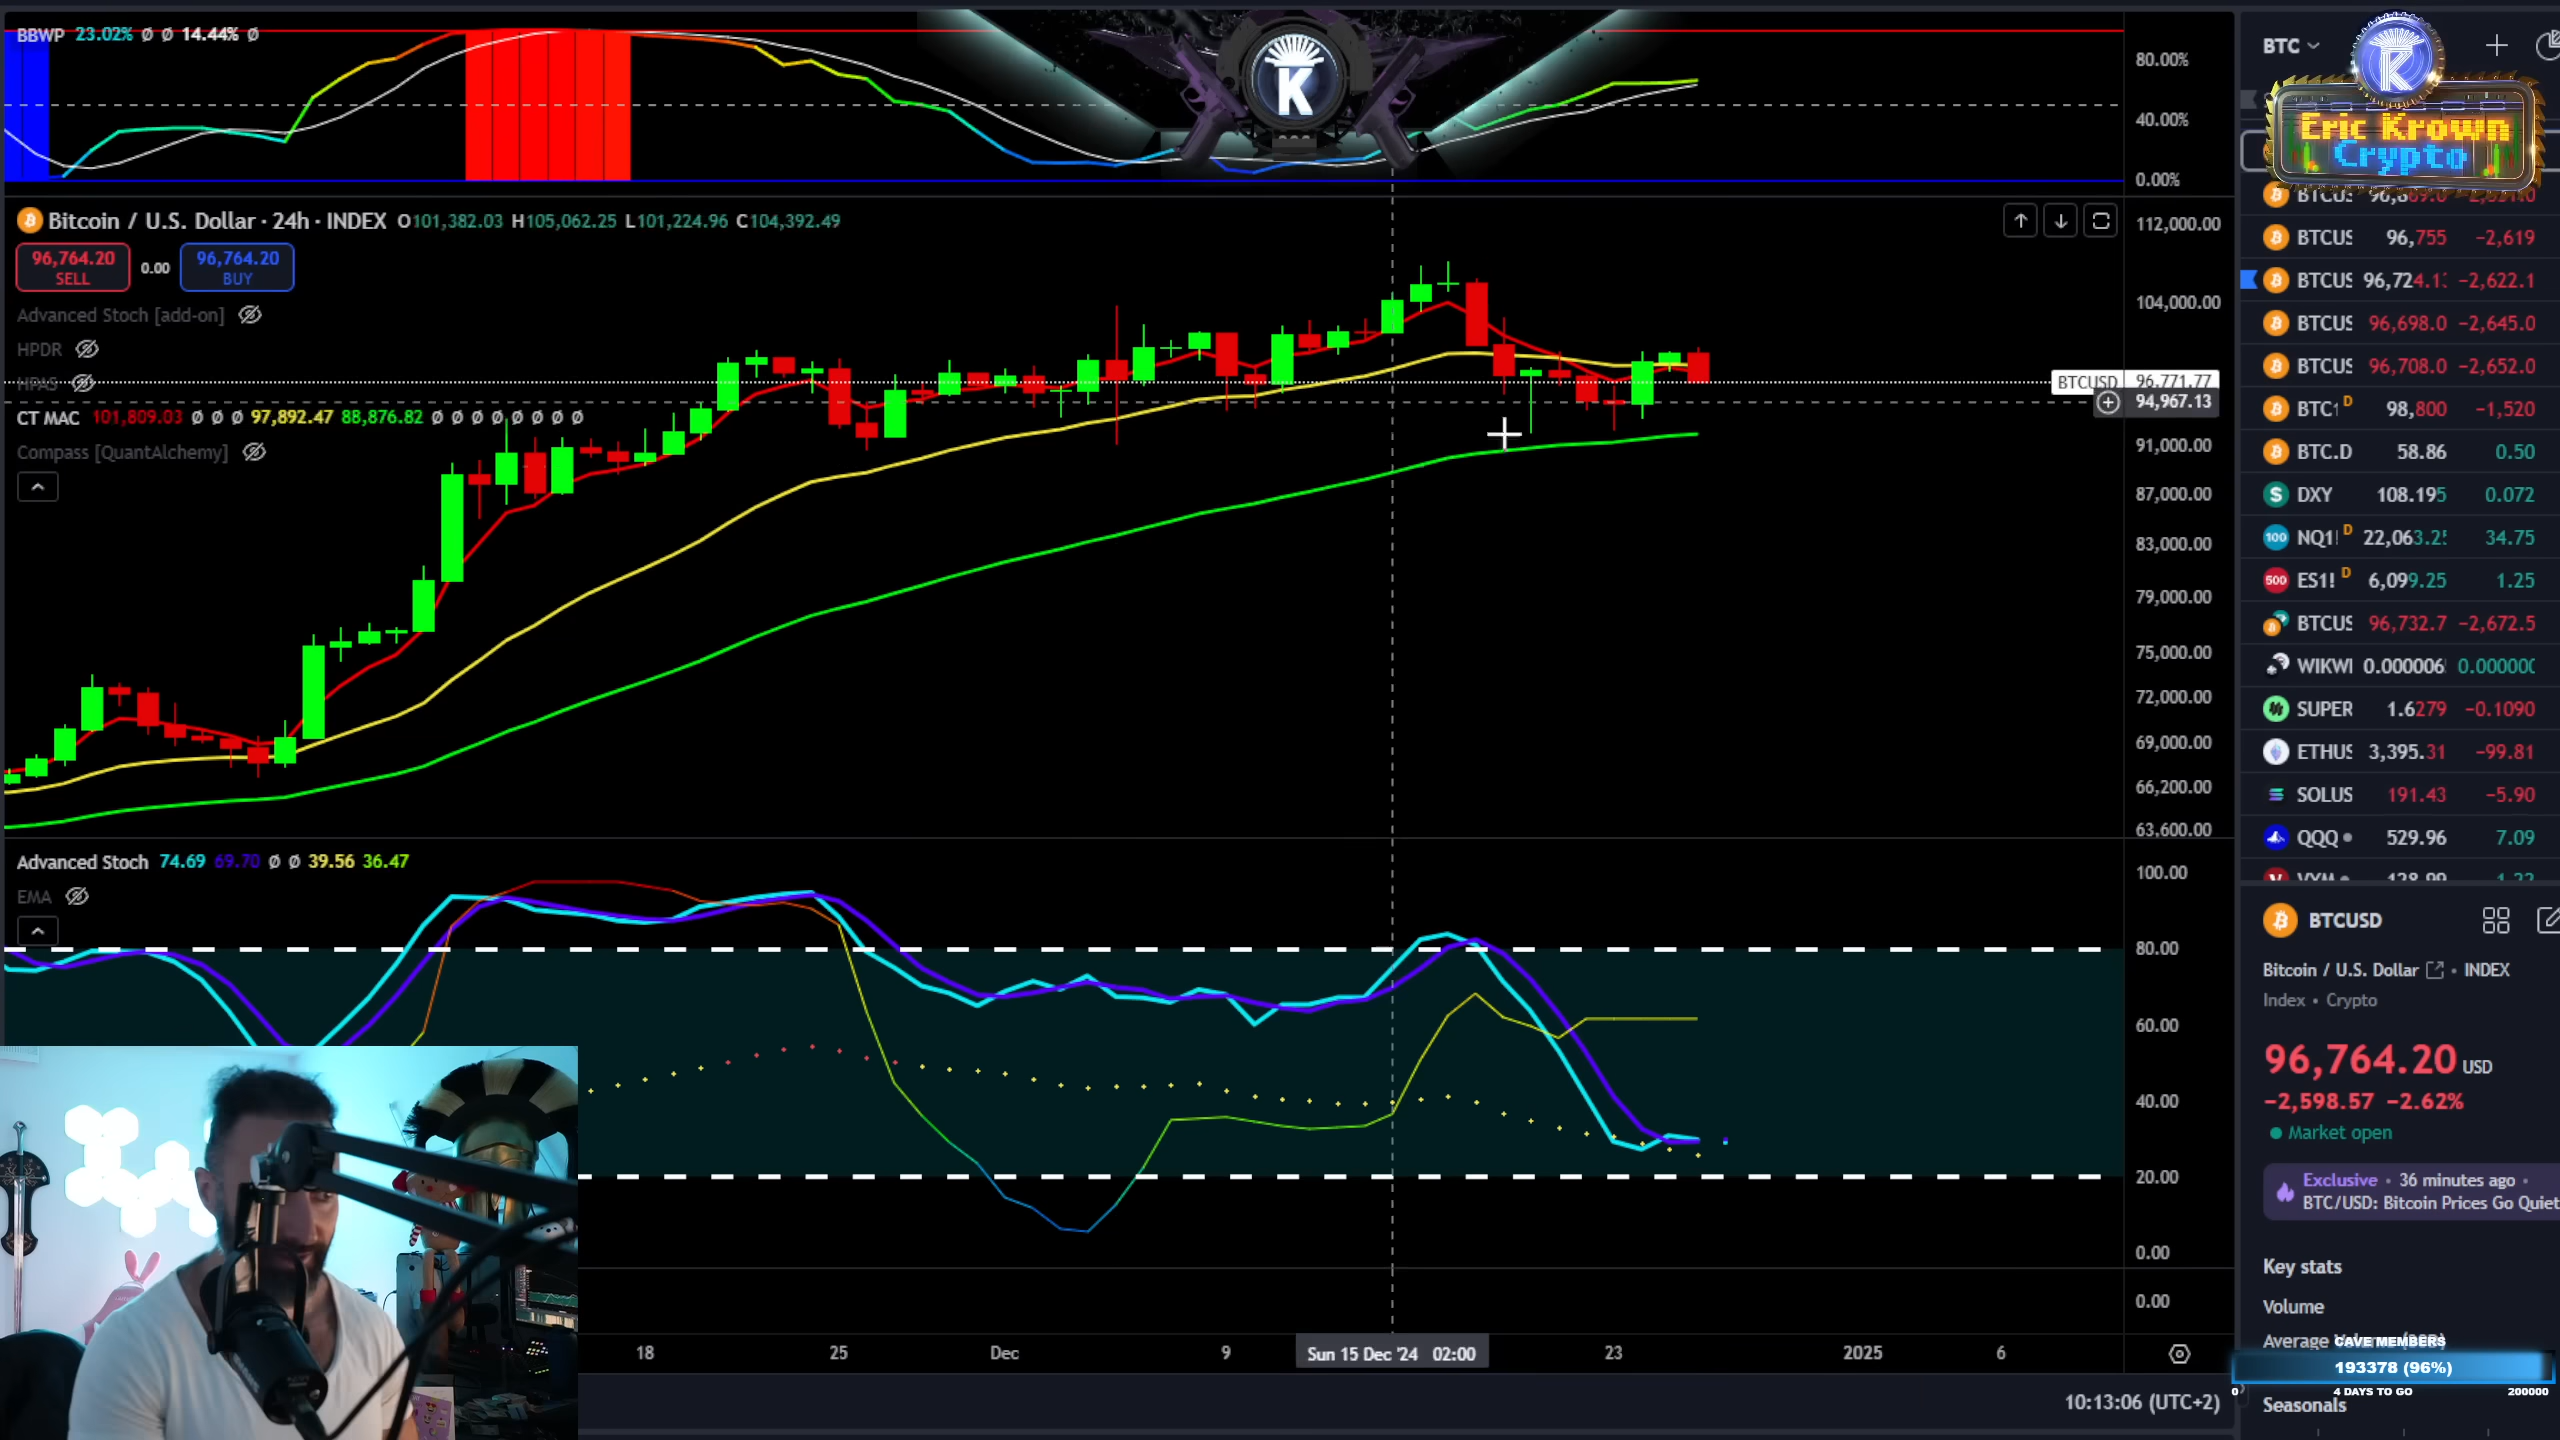 BBWP 23.02% ∅ ∅ 14.44% ∅
80.00%
40.00%
0.00%
K
Bitcoin / U.S. Dollar · 24h · INDEX O101,382.03 H105,062.25 L101,224.96 C104,392.49
96,764.20
SELL
0.00
96,764.20
BUY
Advanced Stoch [add-on]
HPDR
HPAS
CT MAC 101,809.03 ∅ ∅ ∅ 97,892.47 88,876.82 ∅ ∅ ∅ ∅ ∅ ∅ ∅ ∅
Compass [QuantAlchemy]
112,000.00
104,000.00
BTCUSD 96,771.77
94,967.13
91,000.00
87,000.00
83,000.00
79,000.00
75,000.00
72,000.00
69,000.00
66,200.00
63,600.00
Advanced Stoch 74.69 69.70 ∅ ∅ 39.56 36.47
EMA
100.00
80.00
60.00
40.00
20.00
0.00
0.00
18
25
Dec
9
Sun 15 Dec '24 02:00
23
2025
6
10:13:06 (UTC+2)
BTC
K
Eric Krown
Crypto
BTCUS 96,755 −2,619
BTCUS 96,724.1 −2,622.1
BTCUS 96,698.0 −2,645.0
BTCUS 96,708.0 −2,652.0
BTC1 D 98,800 −1,520
BTC.D 58.86 0.50
DXY 108.195 0.072
NQ1! D 22,063.2 34.75
ES1! D 6,099.25 1.25
BTCUS 96,732.7 −2,672.5
WIKWI 0.000006 0.000000
SUPER 1.6279 −0.1090
ETHUS 3,395.31 −99.81
SOLUS 191.43 −5.90
QQQ 529.96 7.09
BTCUSD
Bitcoin / U.S. Dollar • INDEX
Index • Crypto
96,764.20 USD
−2,598.57 −2.62%
Market open
Exclusive • 36 minutes ago •
BTC/USD: Bitcoin Prices Go Quiet
Key stats
Volume
Average
CAVE MEMBERS
193378 (96%)
0
4 DAYS TO GO
200000
Seasonals